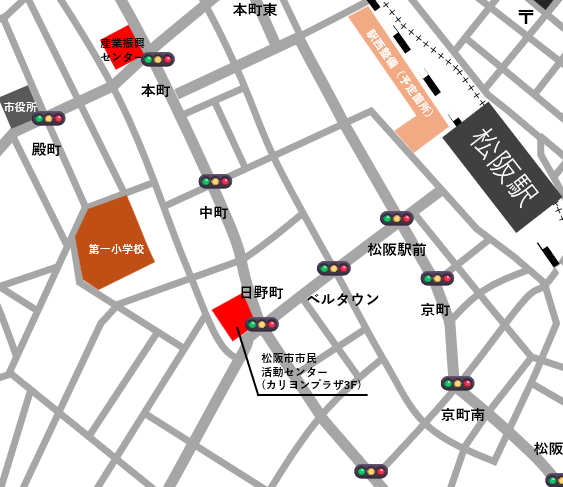 本町東
〒
産業振興
センター
駅西整備（予定箇所）
本町
市役所
殿町
松阪駅
中町
第一小学校
松阪駅前
日野町
ベルタウン
京町
松阪市市民
活動センター
（カリヨンプラザ3F）
京町南
松阪